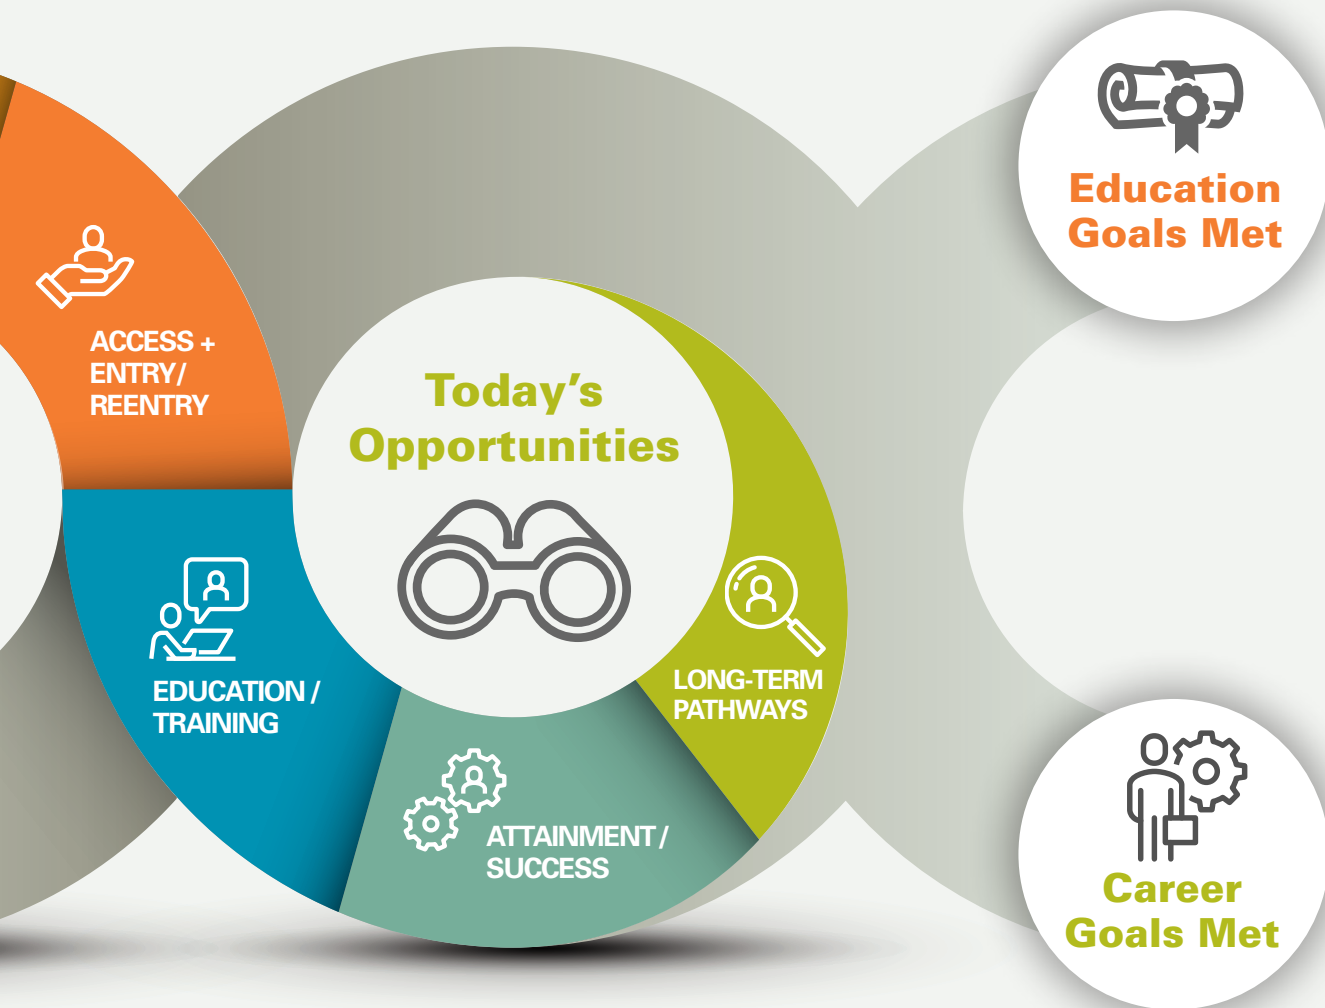 Education
Goals Met
ACCESS +
ENTRY/
REENTRY
Today's
Opportunities
EDUCATION /
TRAINING
LONG-TERM
PATHWAYS
ATTAINMENT /
SUCCESS
Career
Goals Met